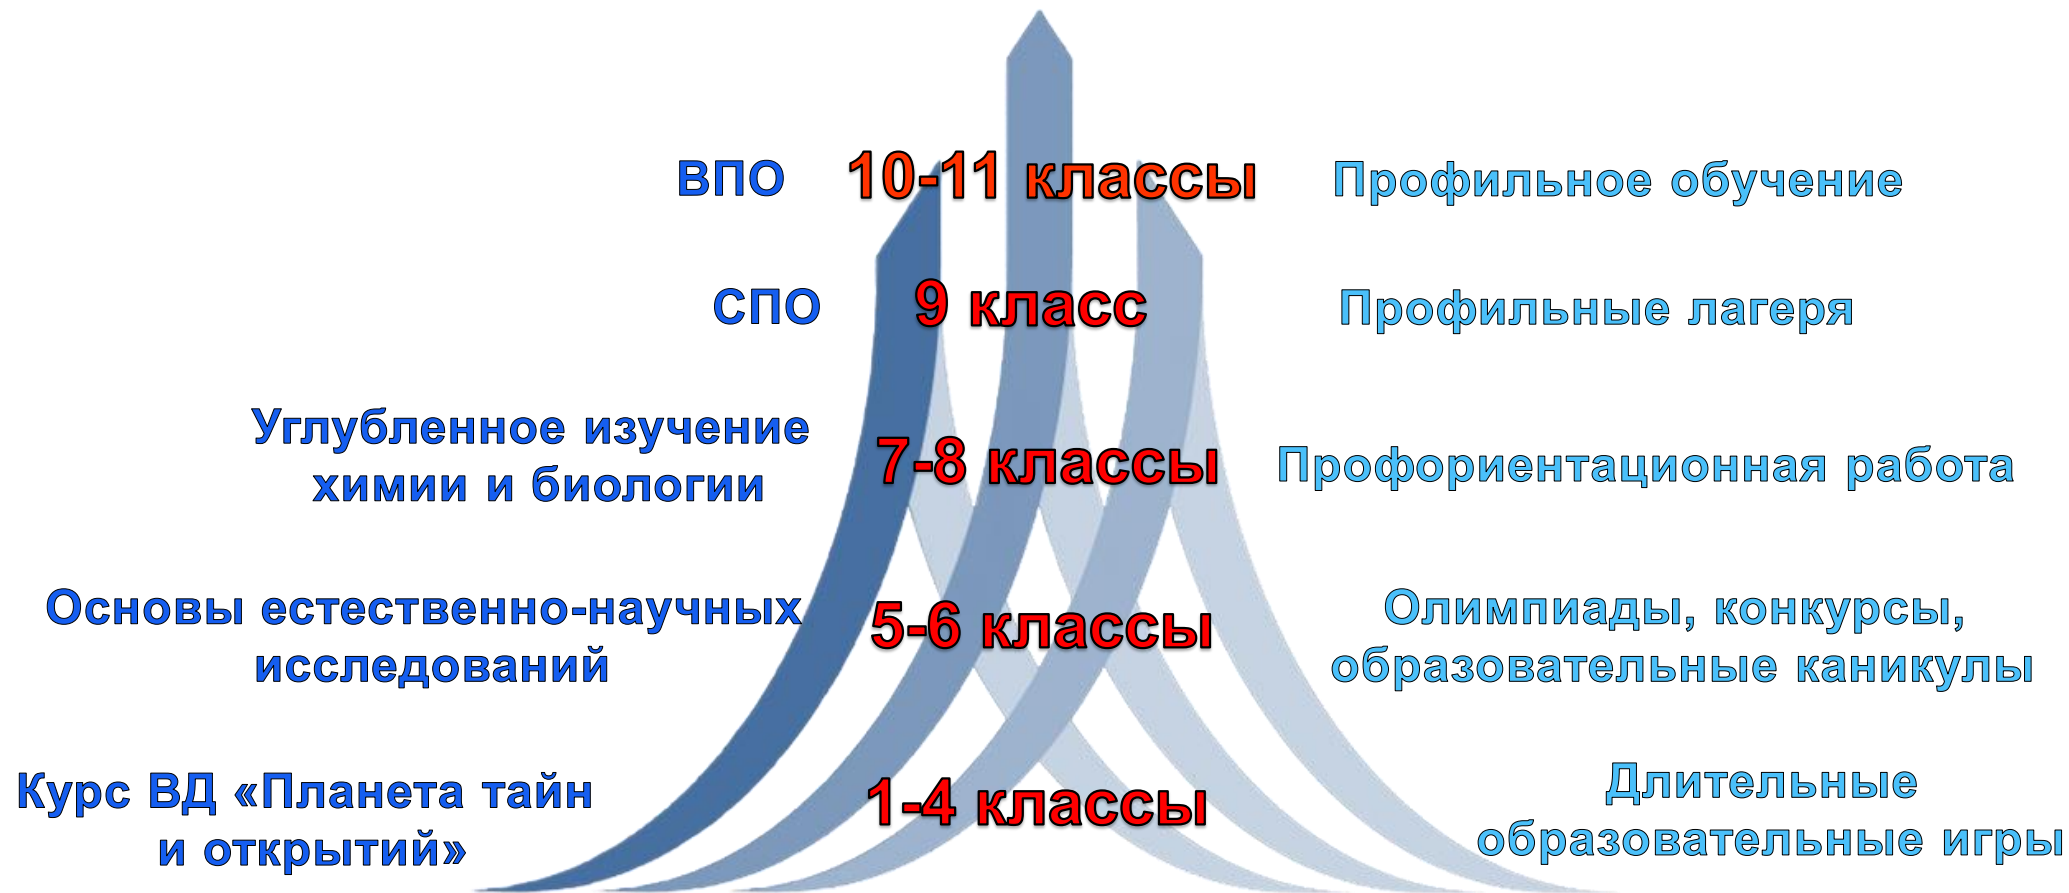 ВПО 10-11 классы Профильное обучение
СПО 9 класс Профильные лагеря
Углубленное изучение
химии и биологии
7-8 классы
Профориентационная работа
Основы естественно-научных
исследований
5-6 классы
Олимпиады, конкурсы,
образовательные каникулы
Курс ВД «Планета тайн
и открытий»
1-4 классы
Длительные
образовательные игры